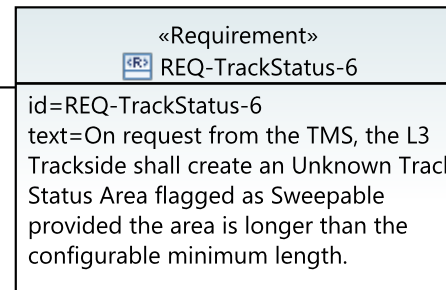 «Requirement»
«R» REQ-TrackStatus-6
id=REQ-TrackStatus-6
text=On request from the TMS, the L3
Trackside shall create an Unknown Track
Status Area flagged as Sweepable
provided the area is longer than the
configurable minimum length.